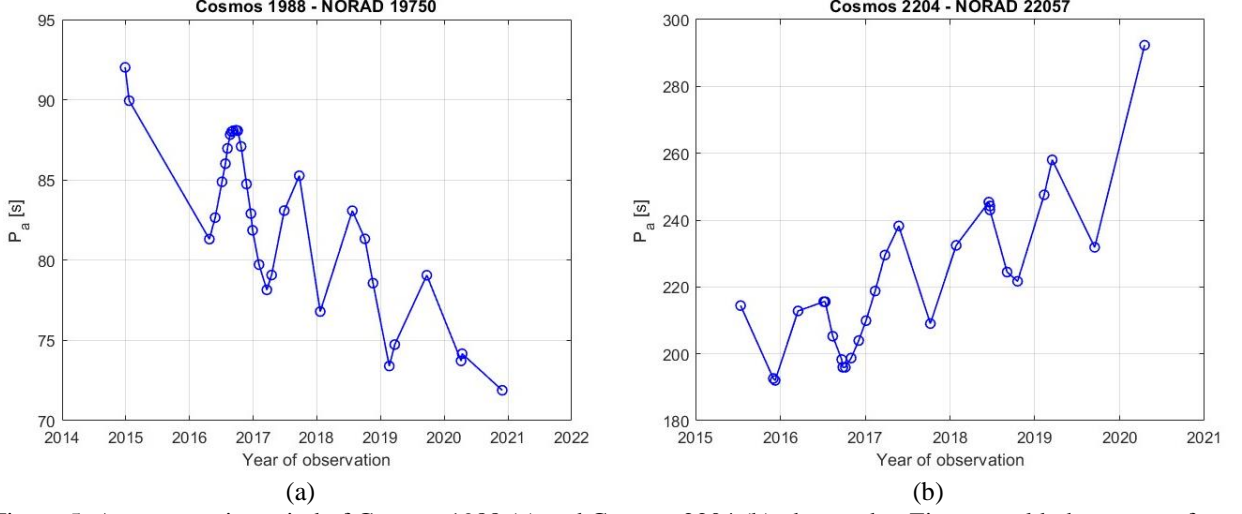 Cosmos 1988 - NORAD 19750
95
90
85
80
75
70
P a [s]
2014 2015 2016 2017 2018 2019 2020 2021 2022
Year of observation
(a)
Cosmos 2204 - NORAD 22057
300
280
260
240
220
200
180
P a [s]
2015 2016 2017 2018 2019 2020 2021
Year of observation
(b)